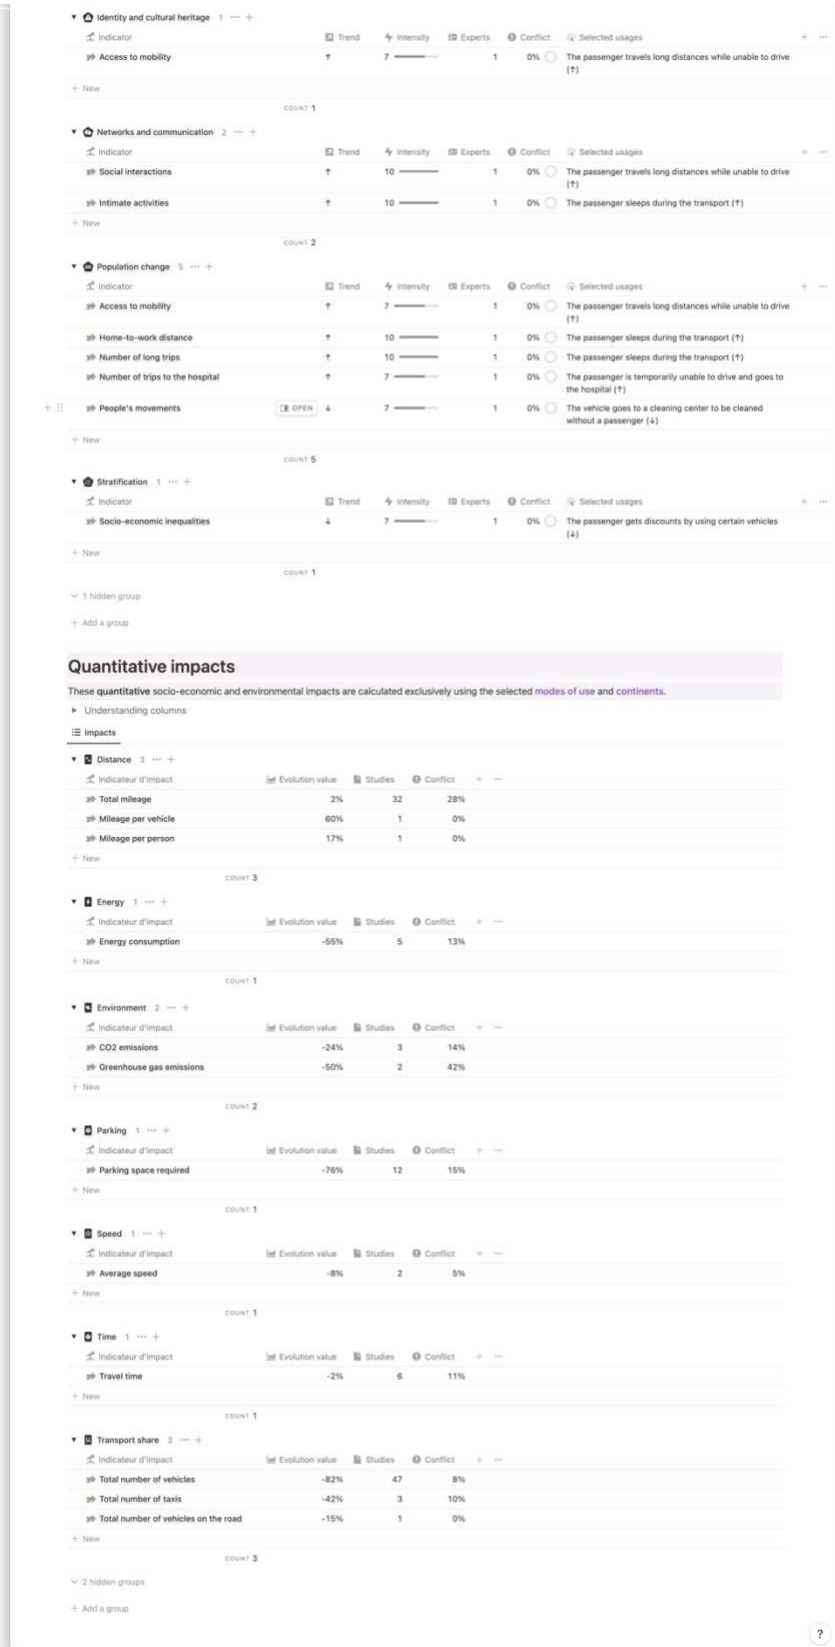 Identity and cultural heritage 1 ··· +
Indicator Trend Intensity Experts Conflict Selected usages + ···
Access to mobility ↑ 7 1 0% The passenger travels long distances while unable to drive
(↑)
+ New
COUNT 1
Networks and communication 2 ··· +
Indicator Trend Intensity Experts Conflict Selected usages + ···
Social interactions ↑ 10 1 0% The passenger travels long distances while unable to drive
(↑)
Intimate activities ↑ 10 1 0% The passenger sleeps during the transport (↑)
+ New
COUNT 2
Population change 5 ··· +
Indicator Trend Intensity Experts Conflict Selected usages + ···
Access to mobility ↑ 7 1 0% The passenger travels long distances while unable to drive
(↑)
Home-to-work distance ↑ 10 1 0% The passenger sleeps during the transport (↑)
Number of long trips ↑ 10 1 0% The passenger sleeps during the transport (↑)
Number of trips to the hospital ↑ 7 1 0% The passenger is temporarily unable to drive and goes to
the hospital (↑)
People's movements OPEN ↓ 7 1 0% The vehicle goes to a cleaning center to be cleaned
without a passenger (↓)
+ New
COUNT 5
Stratification 1 ··· +
Indicator Trend Intensity Experts Conflict Selected usages + ···
Socio-economic inequalities ↓ 7 1 0% The passenger gets discounts by using certain vehicles
(↓)
+ New
COUNT 1
1 hidden group
+ Add a group
Quantitative impacts
These quantitative socio-economic and environmental impacts are calculated exclusively using the selected modes of use and continents.
Understanding columns
Impacts
Distance 3 ··· +
Indicateur d'impact Evolution value Studies Conflict + ···
Total mileage 2% 32 28%
Mileage per vehicle 60% 1 0%
Mileage per person 17% 1 0%
+ New
COUNT 3
Energy 1 ··· +
Indicateur d'impact Evolution value Studies Conflict + ···
Energy consumption -55% 5 13%
+ New
COUNT 1
Environment 2 ··· +
Indicateur d'impact Evolution value Studies Conflict + ···
CO2 emissions -24% 3 14%
Greenhouse gas emissions -50% 2 42%
+ New
COUNT 2
Parking 1 ··· +
Indicateur d'impact Evolution value Studies Conflict + ···
Parking space required -76% 12 15%
+ New
COUNT 1
Speed 1 ··· +
Indicateur d'impact Evolution value Studies Conflict + ···
Average speed -8% 2 5%
+ New
COUNT 1
Time 1 ··· +
Indicateur d'impact Evolution value Studies Conflict + ···
Travel time -2% 6 11%
+ New
COUNT 1
Transport share 3 ··· +
Indicateur d'impact Evolution value Studies Conflict + ···
Total number of vehicles -82% 47 8%
Total number of taxis -42% 3 10%
Total number of vehicles on the road -15% 1 0%
+ New
COUNT 3
2 hidden groups
+ Add a group
?